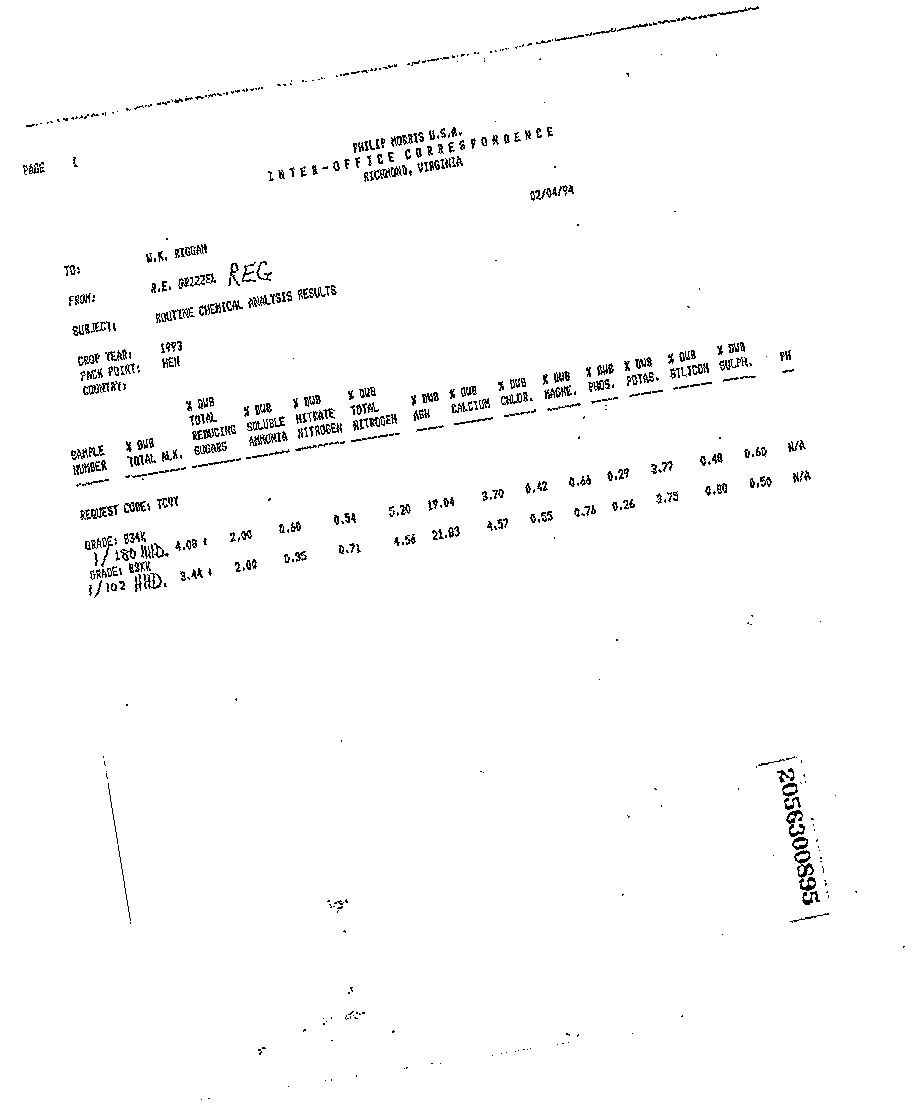 PAGE 1
PHILIP MORRIS U.S.A.
INTER-OFFICE CORRESPONDENCE
RICHMOND, VIRGINIA
02/04/94
TO: W.K. RIGGAN
FROM: R.E. GRIZZEL REG
SUBJECT: ROUTINE CHEMICAL ANALYSIS RESULTS
CROP YEAR: 1993
PACK POINT: HEN
COUNTRY:
% DWB % DWB % DWB % DWB % DWB % DWB % DWB % DWB % DWB % DWB % DWB % DWB
TOTAL SOLUBLE NITRATE TOTAL ASH CALCIUM CHLOR. MAGNE. PHOS. POTAS. SILICON SULPH. PH
SAMPLE % DWB REDUCING AMMONIA NITROGEN NITROGEN
NUMBER TOTAL ALK. SUGARS
REQUEST CODE: TCVY
GRADE: B34K
1/180 HHD. 4.08 2.00 0.60 0.54 5.20 19.04 3.70 0.42 0.66 0.29 3.77 0.48 0.60 N/A
GRADE:
1/102 HHD. 3.44 2.00 0.35 0.71 4.56 21.83 4.57 0.55 0.76 0.26 3.75 0.80 0.50 N/A
2056300895